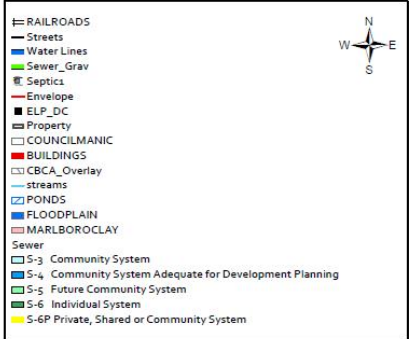 RAILROADS
Streets
Water Lines
Sewer_Grav
Septic1
Envelope
ELP_DC
Property
COUNCILMANIC
BUILDINGS
CBCA_Overlay
streams
PONDS
FLOODPLAIN
MARLBOROCLAY
Sewer
S-3 Community System
S-4 Community System Adequate for Development Planning
S-5 Future Community System
S-6 Individual System
S-6P Private, Shared or Community System
N
W E
S